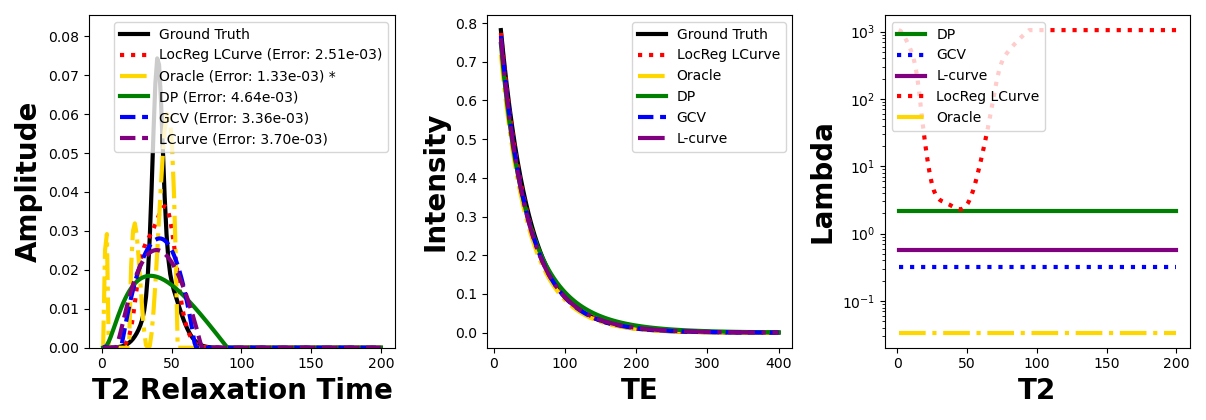 Amplitude
0.08
0.07
0.06
0.05
0.04
0.03
0.02
0.01
0.00
Ground Truth
LocReg LCurve (Error: 2.51e-03)
Oracle (Error: 1.33e-03) *
DP (Error: 4.64e-03)
GCV (Error: 3.36e-03)
LCurve (Error: 3.70e-03)
0 50 100 150 200
T2 Relaxation Time
Intensity
0.8
0.7
0.6
0.5
0.4
0.3
0.2
0.1
0.0
Ground Truth
LocReg LCurve
Oracle
DP
GCV
L-curve
0 100 200 300 400
TE
Lambda
10³
10²
10¹
10⁰
10⁻¹
DP
GCV
L-curve
LocReg LCurve
Oracle
0 50 100 150 200
T2